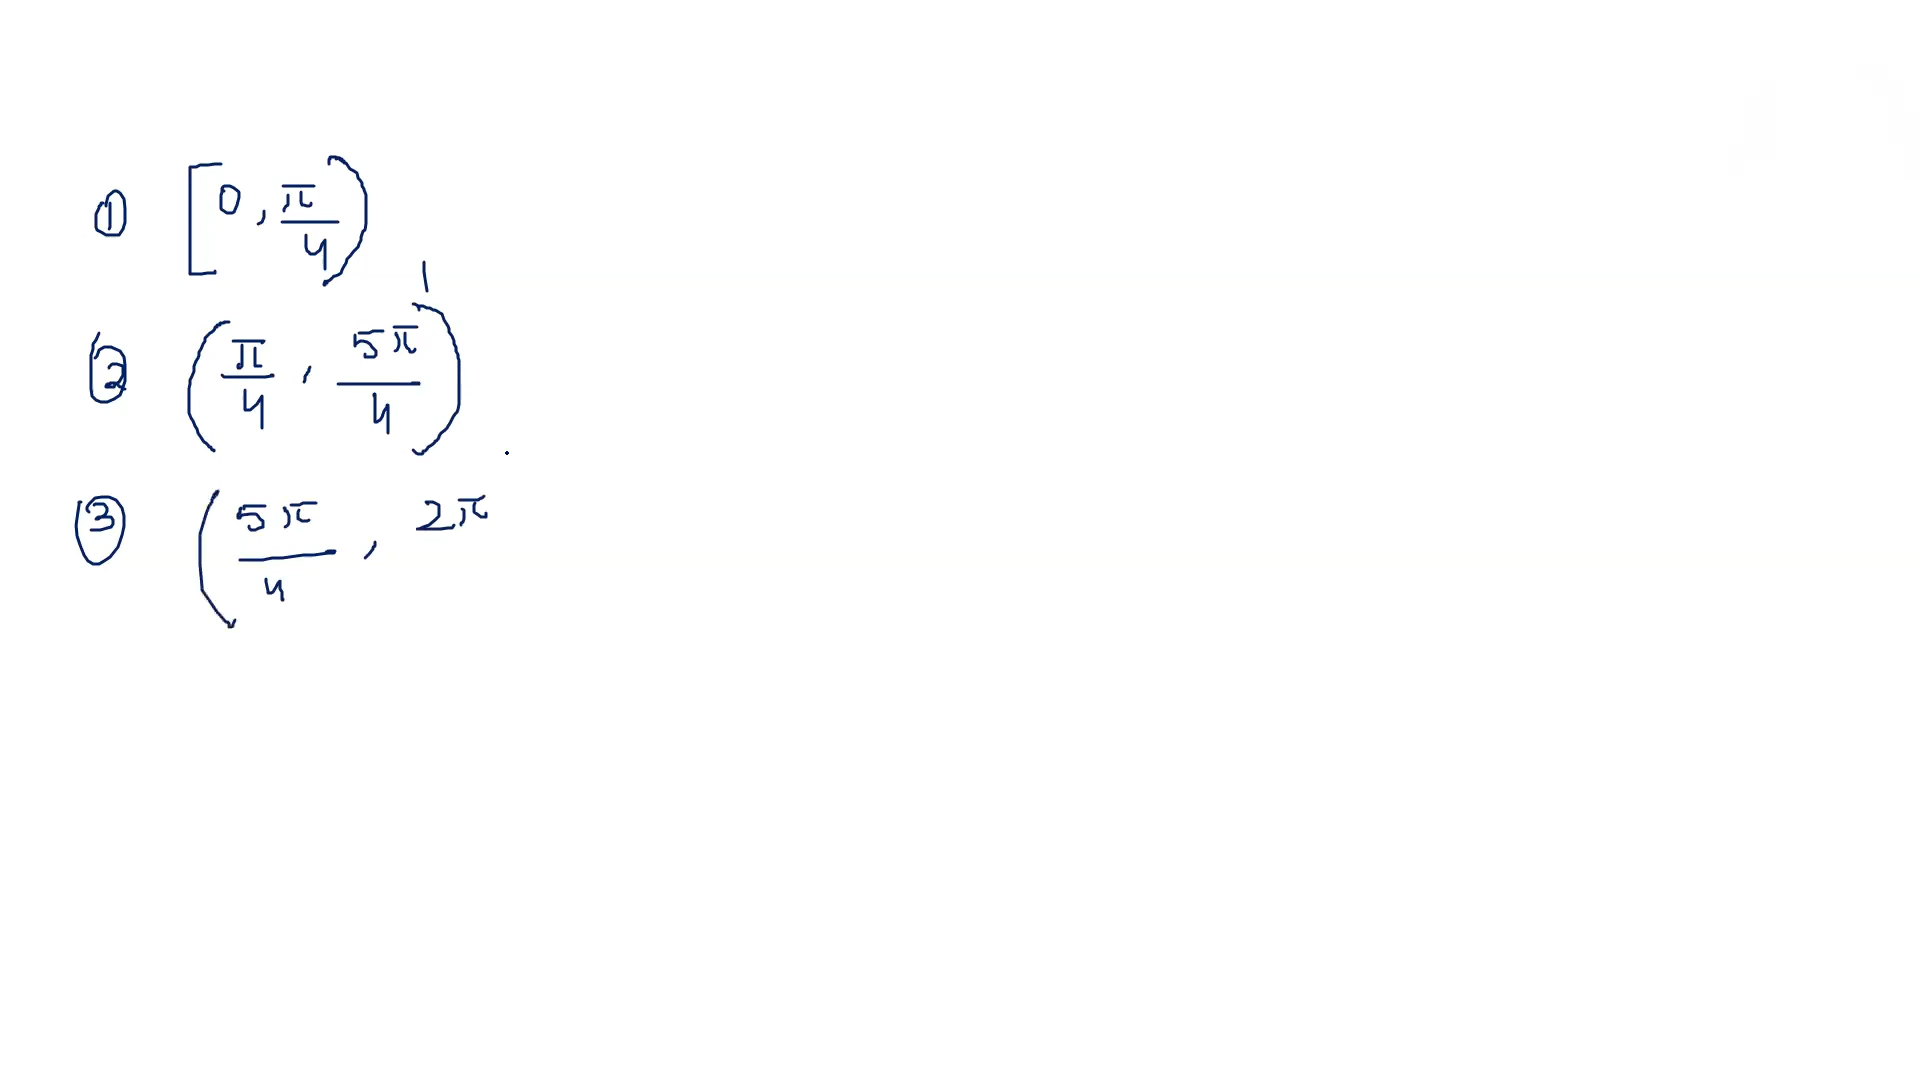 ① [0, π/4)
② (π/4, 5π/4)
③ (5π/4, 2π